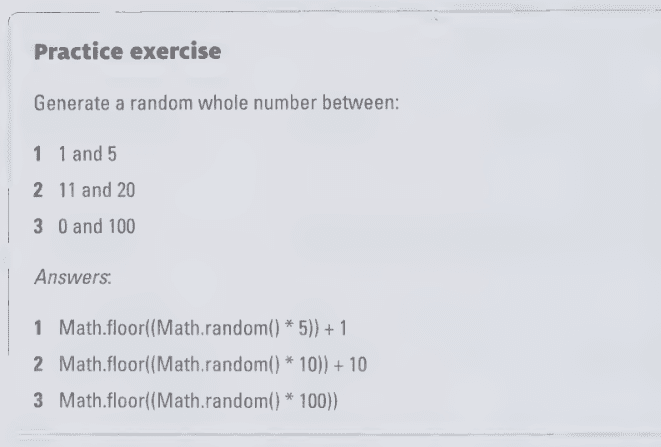 Practice exercise
Generate a random whole number between:
1 1 and 5
2 11 and 20
3 0 and 100
Answers:
1 Math.floor((Math.random() * 5)) + 1
2 Math.floor((Math.random() * 10)) + 10
3 Math.floor((Math.random() * 100))